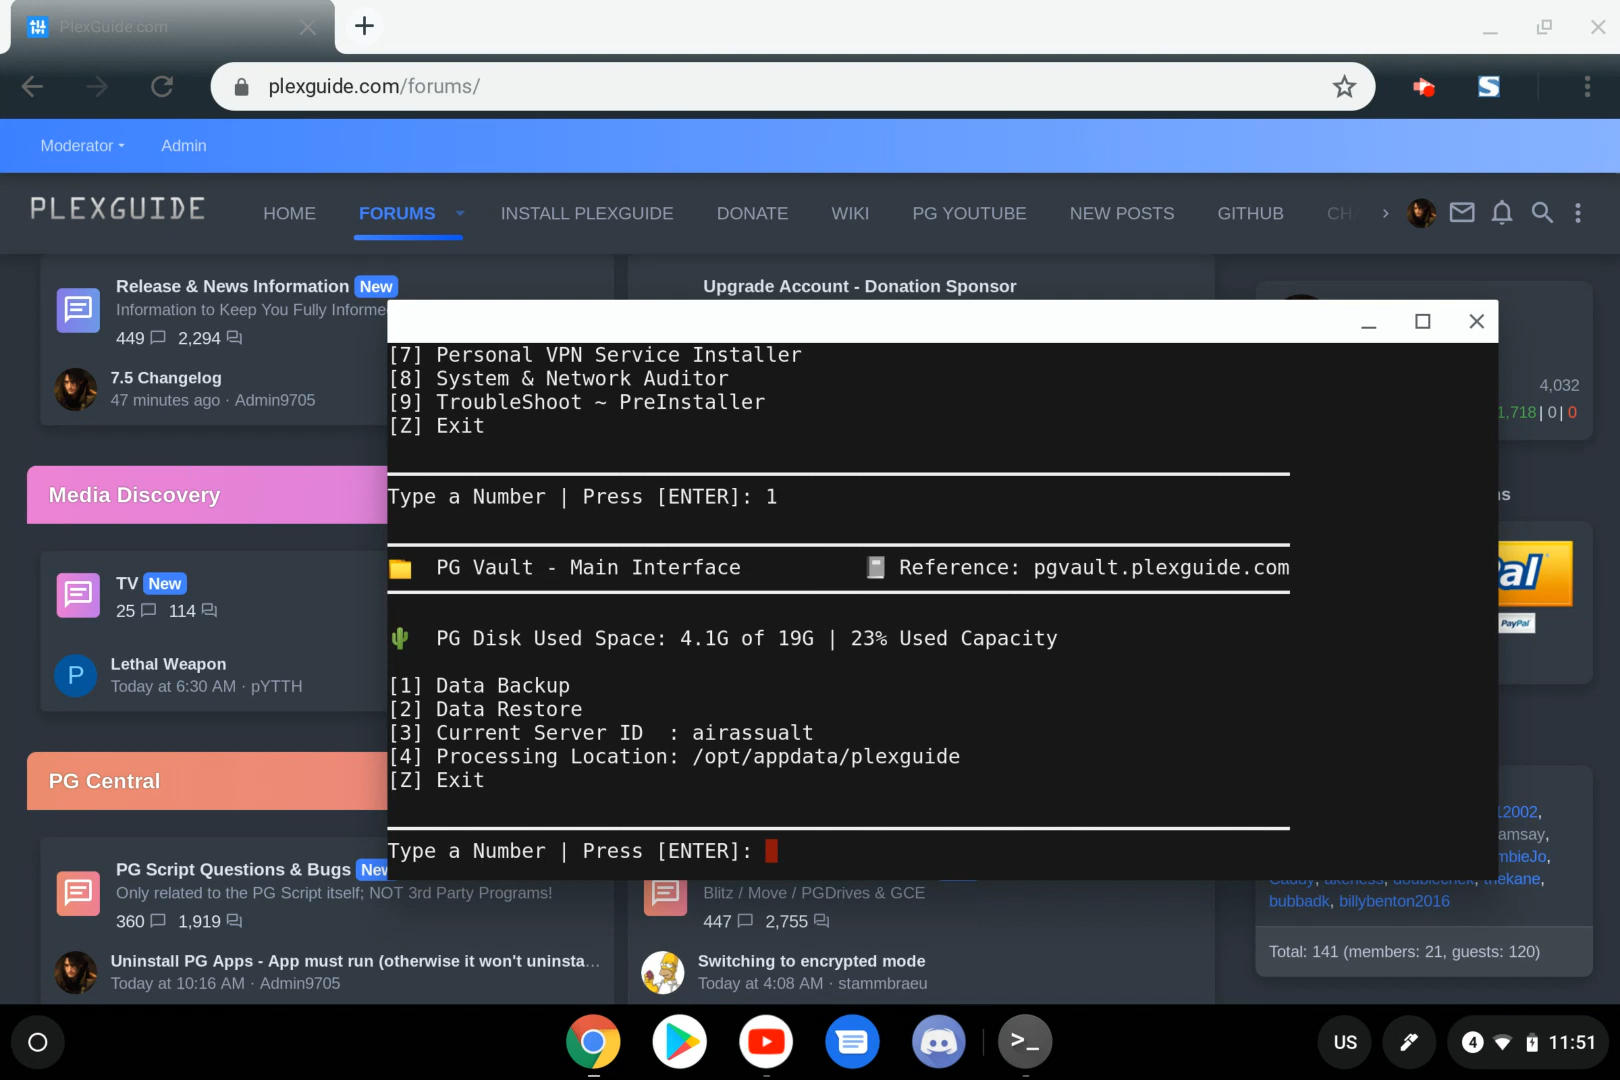 PlexGuide.com
plexguide.com/forums/
Moderator Admin
PLEXGUIDE HOME FORUMS INSTALL PLEXGUIDE DONATE WIKI PG YOUTUBE NEW POSTS GITHUB
Release & News Information New
Information to Keep You Fully Informe
449 2,294
7.5 Changelog
47 minutes ago · Admin9705
Upgrade Account - Donation Sponsor
4,032
1,718| 0| 0
Media Discovery
TV New
25 114
Lethal Weapon
P
Today at 6:30 AM · pYTTH
PG Central
PG Script Questions & Bugs New
Only related to the PG Script itself; NOT 3rd Party Programs!
360 1,919
Uninstall PG Apps - App must run (otherwise it won't uninsta...
Today at 10:16 AM · Admin9705
[7] Personal VPN Service Installer
[8] System & Network Auditor
[9] TroubleShoot ~ PreInstaller
[Z] Exit
Type a Number | Press [ENTER]: 1
PG Vault - Main Interface Reference: pgvault.plexguide.com
PG Disk Used Space: 4.1G of 19G | 23% Used Capacity
[1] Data Backup
[2] Data Restore
[3] Current Server ID : airassualt
[4] Processing Location: /opt/appdata/plexguide
[Z] Exit
Type a Number | Press [ENTER]:
Blitz / Move / PGDrives & GCE
447 2,755
Switching to encrypted mode
Today at 4:08 AM · stammbraeu
PayPal
bubbadk, billybenton2016
Total: 141 (members: 21, guests: 120)
US 4 11:51